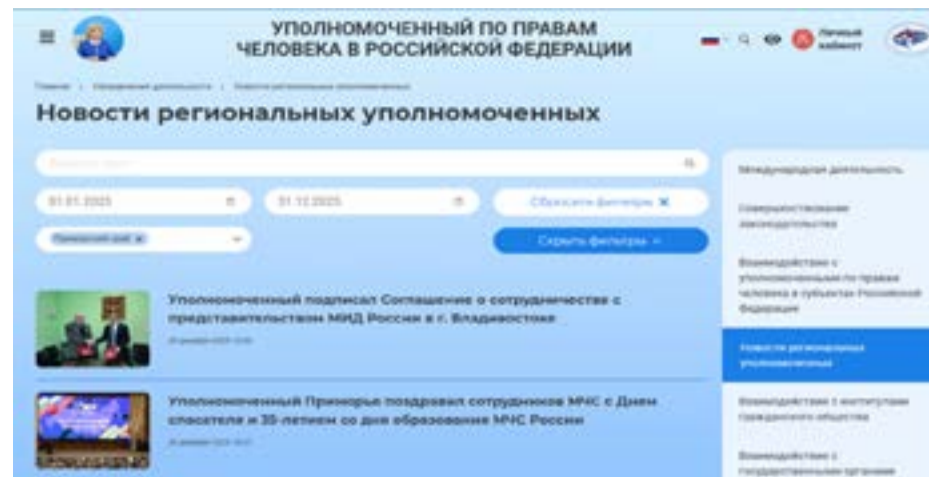 УПОЛНОМОЧЕННЫЙ ПО ПРАВАМ
ЧЕЛОВЕКА В РОССИЙСКОЙ ФЕДЕРАЦИИ
Личный
кабинет
Новости региональных уполномоченных
01.01.2025
31.12.2025
Сбросить фильтры
Приморский край
Скрыть фильтры
Международная деятельность
Совершенствование
законодательства
Взаимодействие с
уполномоченными по правам
человека в субъектах Российской
Федерации
Новости региональных
уполномоченных
Взаимодействие с институтами
гражданского общества
Взаимодействие с
государственными органами
Уполномоченный подписал Соглашение о сотрудничестве с
представительством МИД России в г. Владивостоке
Уполномоченный Приморья поздравил сотрудников МЧС с Днем
спасателя и 35-летием со дня образования МЧС России